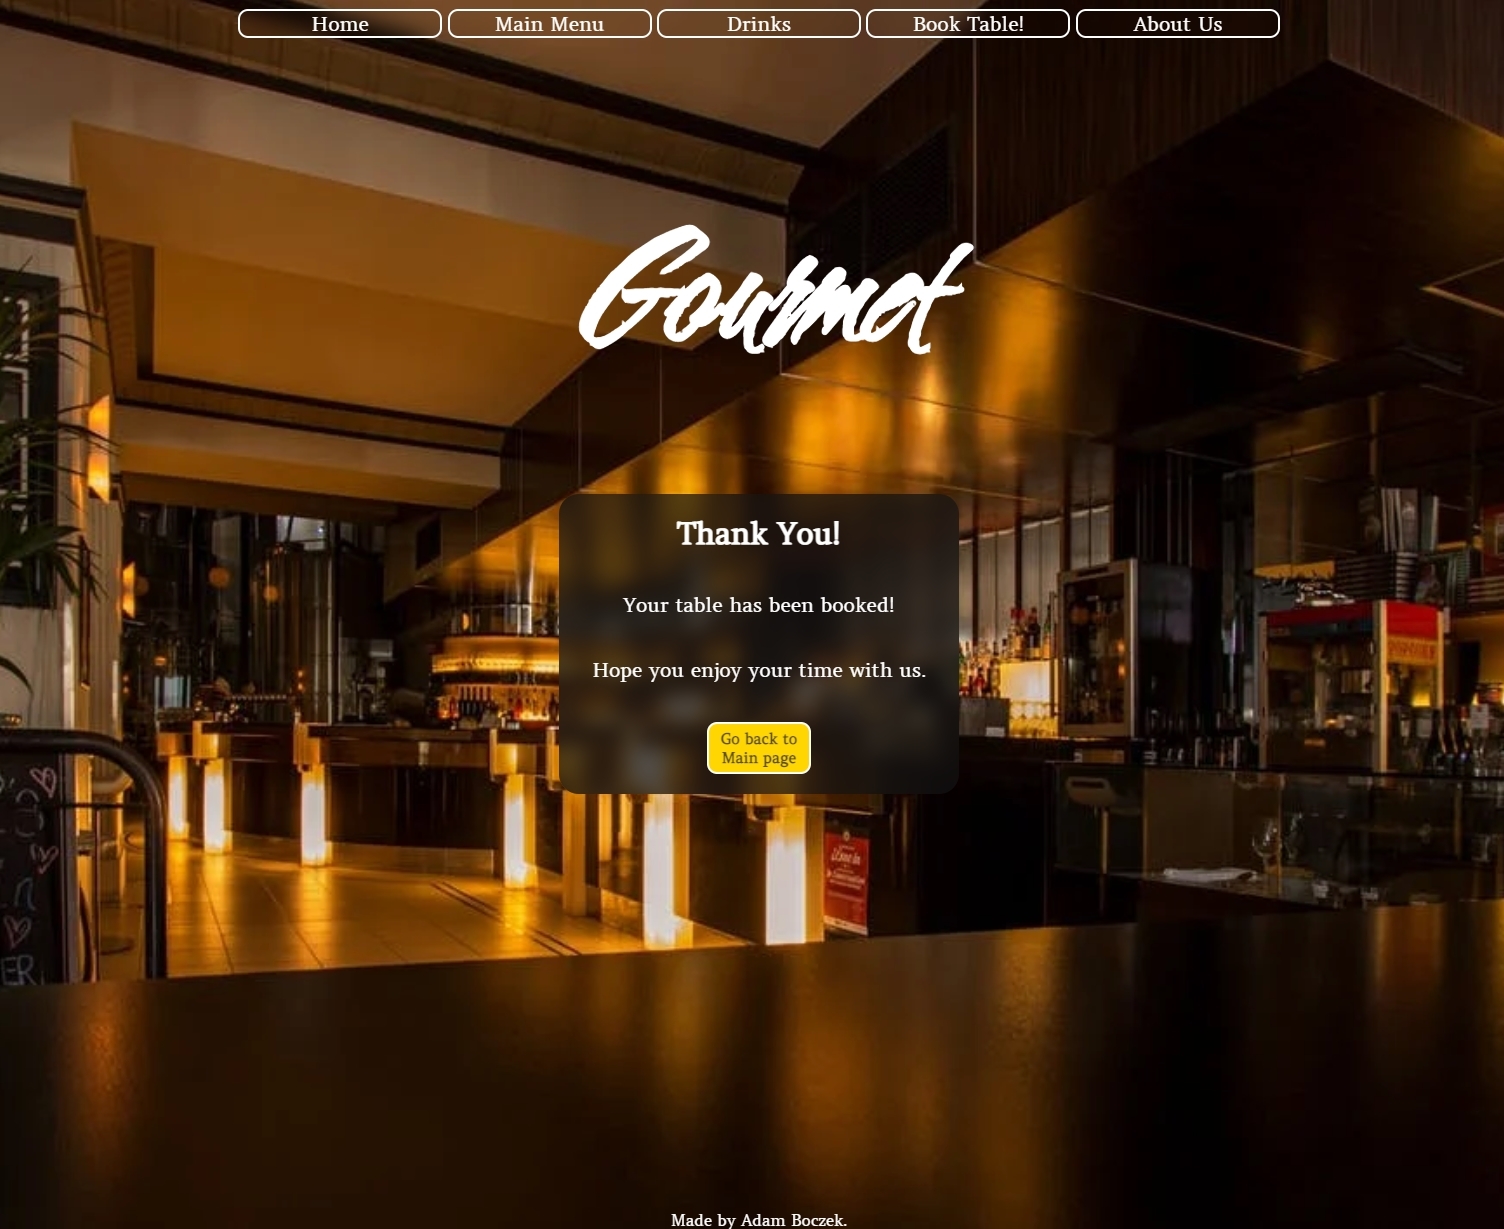 Home
Main Menu
Drinks
Book Table!
About Us
Gourmet
Thank You!
Your table has been booked!
Hope you enjoy your time with us.
Go back to
Main page
ER
Made by Adam Boczek.